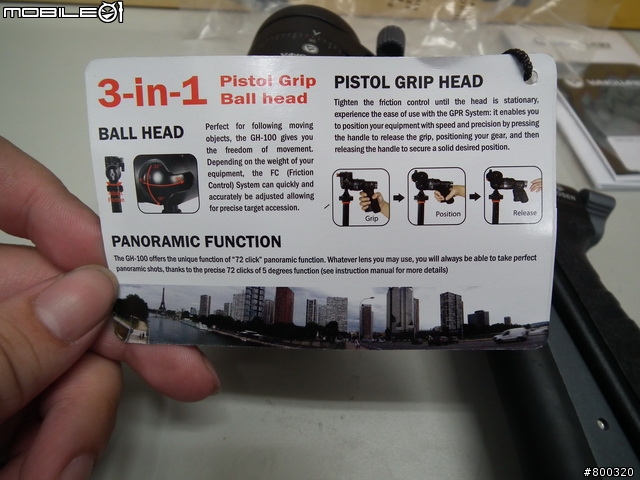 MOBILE01
3-in-1
Pistol Grip
Ball head
BALL HEAD
Perfect for following moving
objects, the GH-100 gives you
the freedom of movement.
Depending on the weight of your
equipment, the FC (Friction
Control) System can quickly and
accurately be adjusted allowing
for precise target accession.
PISTOL GRIP HEAD
Tighten the friction control until the head is stationary,
experience the ease of use with the GPR System: it enables you
to position your equipment with speed and precision by pressing
the handle to release the grip, positioning your gear, and then
releasing the handle to secure a solid desired position.
Grip
Position
Release
PANORAMIC FUNCTION
The GH-100 offers the unique function of "72 click" panoramic function. Whatever lens you may use, you will always be able to take perfect
panoramic shots, thanks to the precise 72 clicks of 5 degrees function (see instruction manual for more details)
#800320